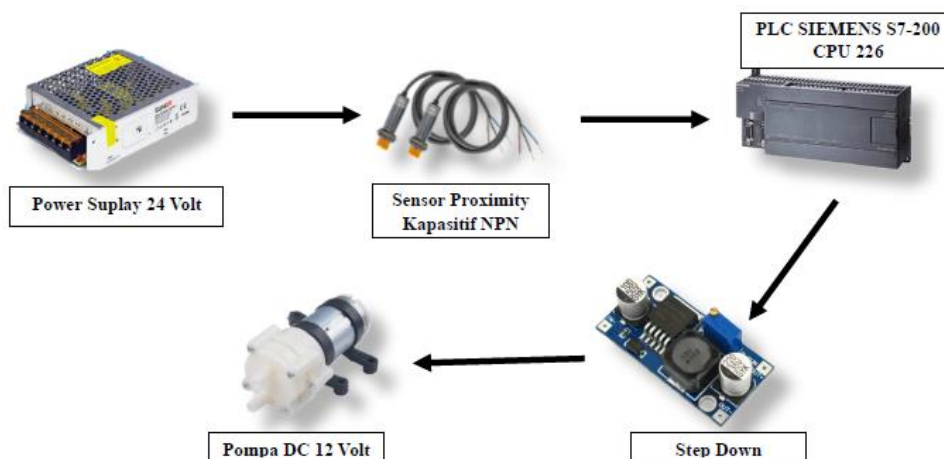 PLC SIEMENS S7-200
CPU 226
Power Suplay 24 Volt
Sensor Proximity
Kapasitif NPN
Pompa DC 12 Volt
Step Down